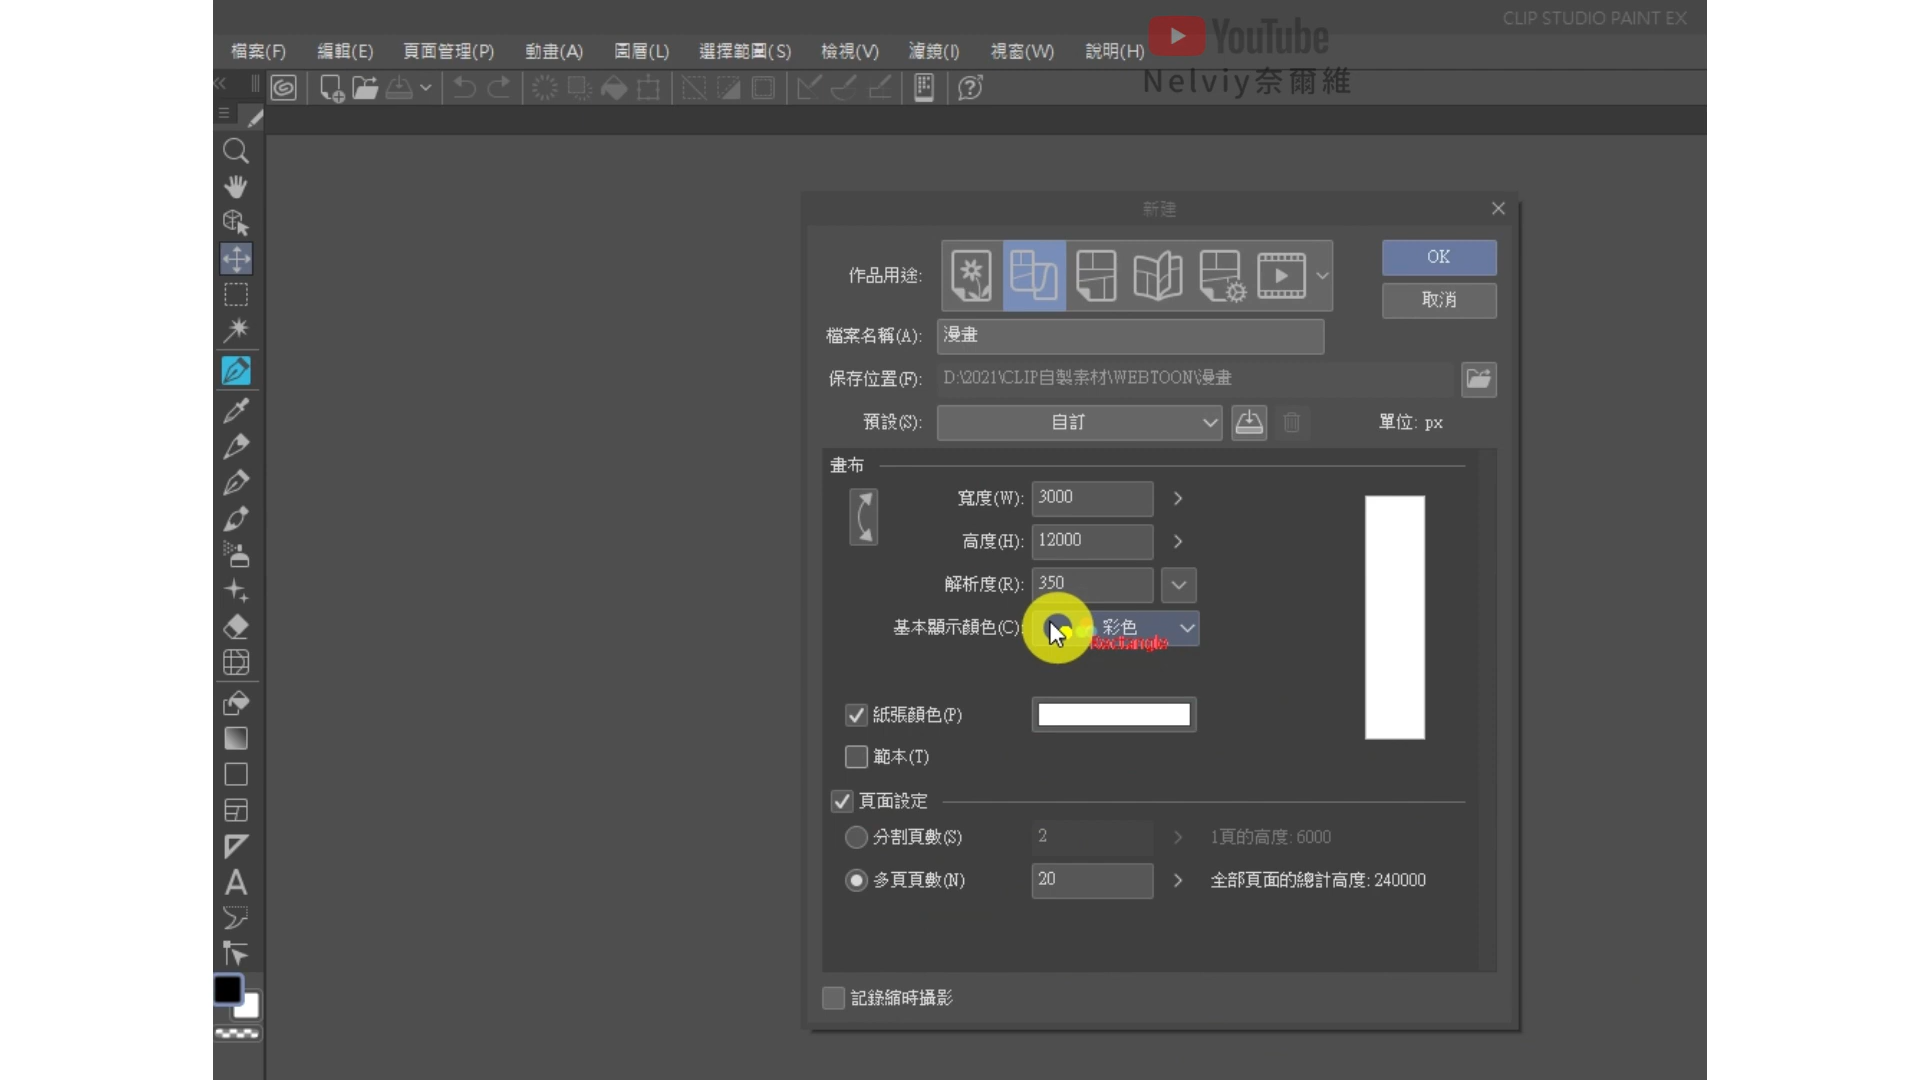 CLIP STUDIO PAINT EX
YouTube
Nelviy奈爾維
檔案(F) 編輯(E) 頁面管理(P) 動畫(A) 圖層(L) 選擇範圍(S) 檢視(V) 濾鏡(I) 視窗(W) 說明(H)
新建
作品用途:
OK
取消
檔案名稱(A): 漫畫
保存位置(F): D:\2021\CLIP自製素材\WEBTOON\漫畫
預設(S): 自訂 單位: px
畫布
寬度(W): 3000
高度(H): 12000
解析度(R): 350
基本顯示顏色(C): 彩色
紙張顏色(P)
範本(T)
頁面設定
分割頁數(S) 2 1頁的高度: 6000
多頁頁數(N) 20 全部頁面的總計高度: 240000
記錄縮時攝影